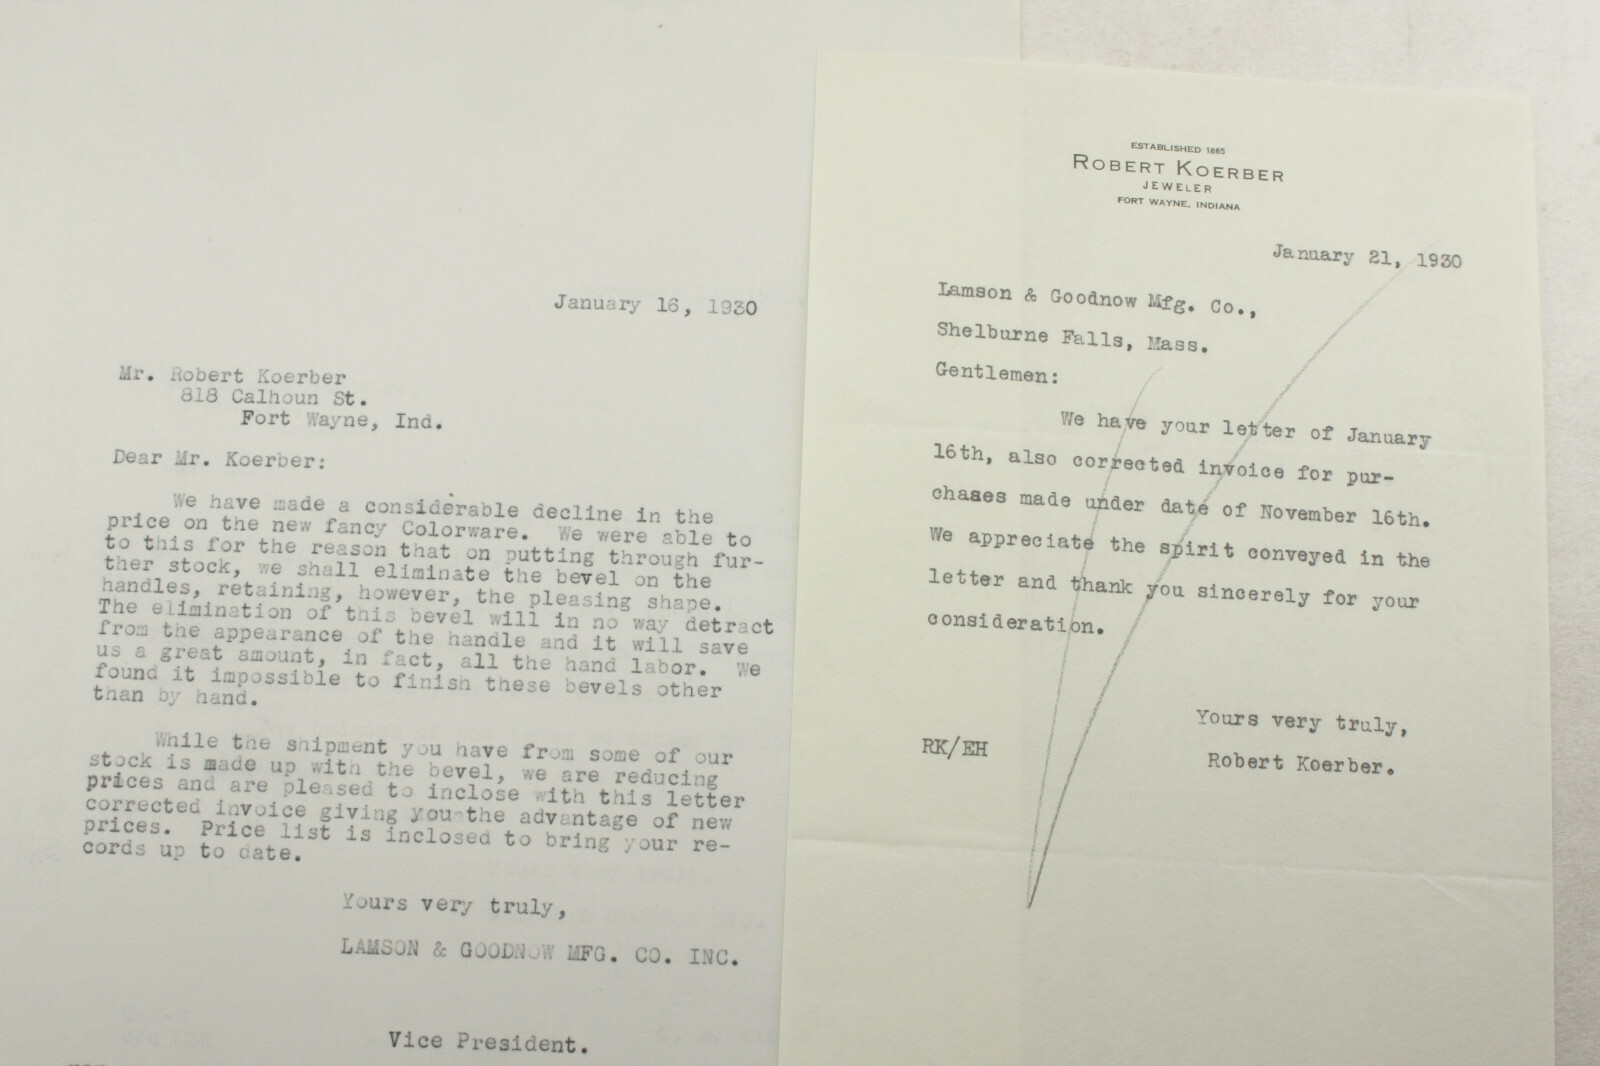 January 16, 1930
Mr. Robert Koerber
818 Calhoun St.
Fort Wayne, Ind.
Dear Mr. Koerber:
We have made a considerable decline in the
price on the new fancy Colorware. We were able to
to this for the reason that on putting through fur-
ther stock, we shall eliminate the bevel on the
handles, retaining, however, the pleasing shape.
The elimination of this bevel will in no way detract
from the appearance of the handle and it will save
us a great amount, in fact, all the hand labor. We
found it impossible to finish these bevels other
than by hand.
While the shipment you have from some of our
stock is made up with the bevel, we are reducing
prices and are pleased to inclose with this letter
corrected invoice giving you the advantage of new
prices. Price list is inclosed to bring your re-
cords up to date.
Yours very truly,
LAMSON & GOODNOW MFG. CO. INC.
Vice President.
ESTABLISHED 1865
ROBERT KOERBER
JEWELER
FORT WAYNE, INDIANA
January 21, 1930
Lamson & Goodnow Mfg. Co.,
Shelburne Falls, Mass.
Gentlemen:
We have your letter of January
16th, also corrected invoice for pur-
chases made under date of November 16th.
We appreciate the spirit conveyed in the
letter and thank you sincerely for your
consideration.
Yours very truly,
RK/EH
Robert Koerber.